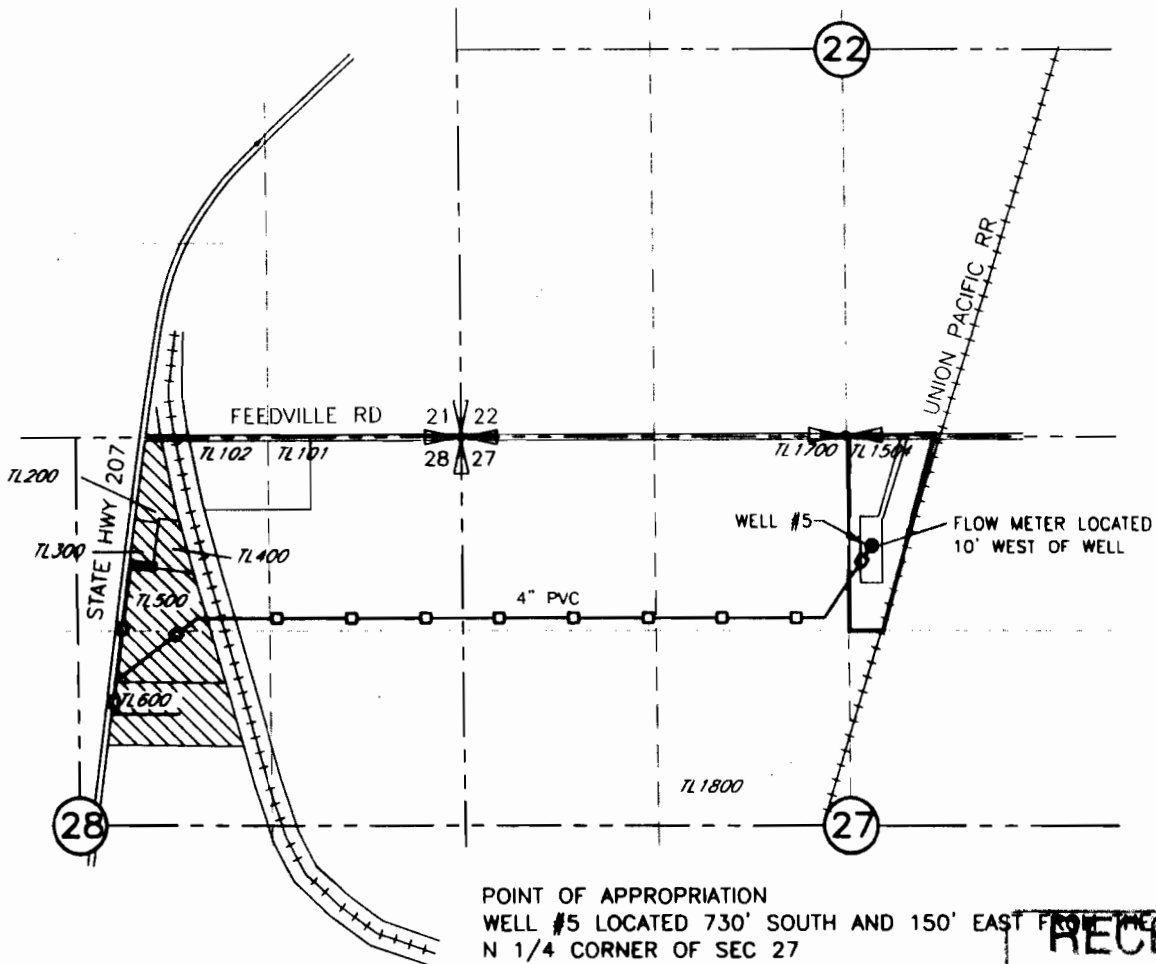 22
UNION PACIFIC RR
FEEDVILLE RD
21 22
28 27
TL102
TL101
TL1700
TL1504
TL200
STATE HWY 207
WELL #5
FLOW METER LOCATED
10' WEST OF WELL
TL300
TL400
TL500
4" PVC
TL600
TL1800
28
27
POINT OF APPROPRIATION
WELL #5 LOCATED 730' SOUTH AND 150' EAST FROM THE
N 1/4 CORNER OF SEC 27